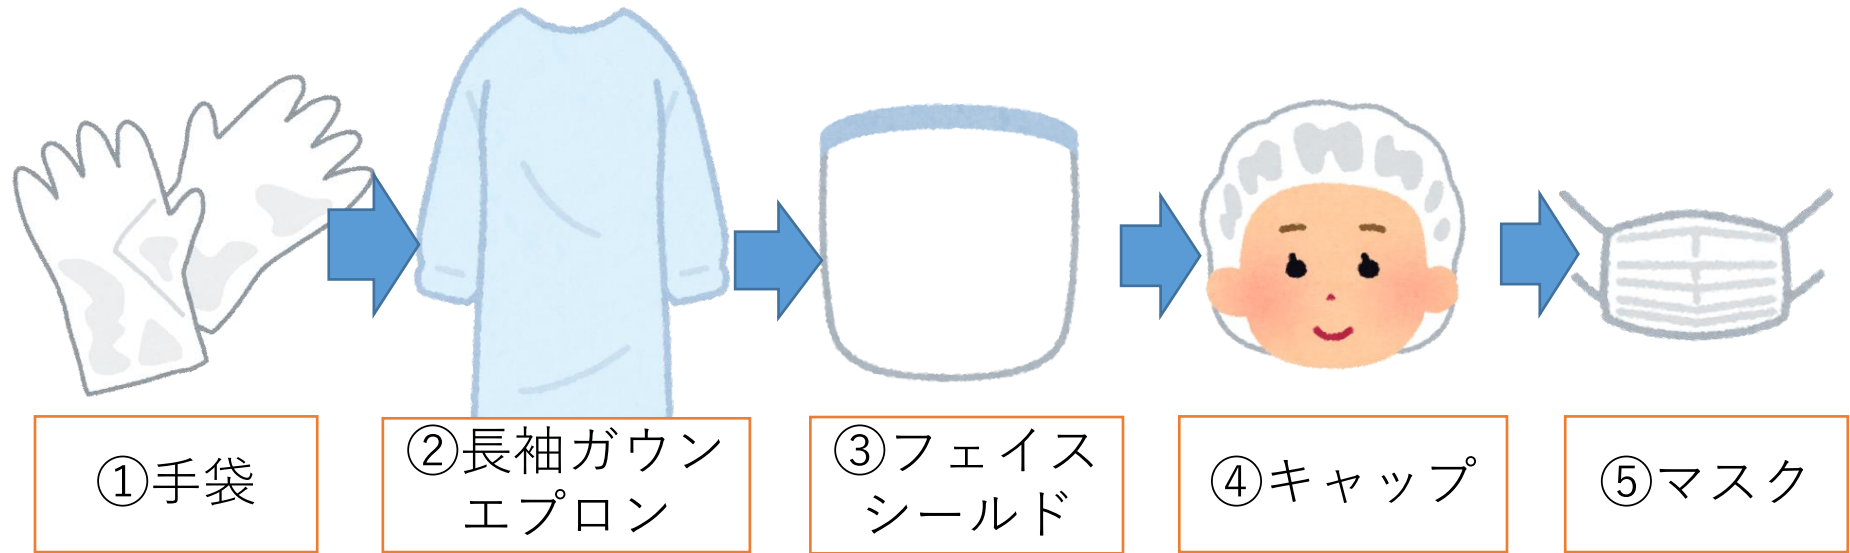 ①手袋
②長袖ガウン
エプロン
③フェイス
シールド
④キャップ
⑤マスク